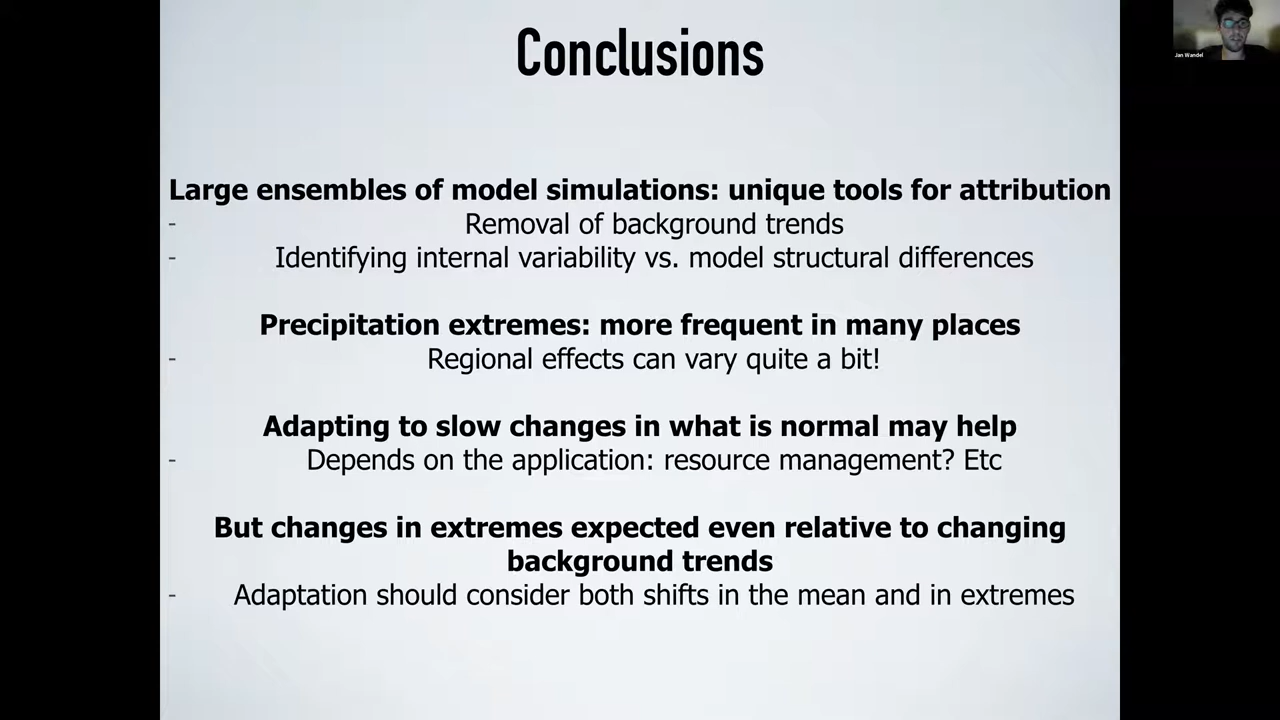 Conclusions
Jan Wandel
Large ensembles of model simulations: unique tools for attribution
- Removal of background trends
- Identifying internal variability vs. model structural differences
Precipitation extremes: more frequent in many places
- Regional effects can vary quite a bit!
Adapting to slow changes in what is normal may help
- Depends on the application: resource management? Etc
But changes in extremes expected even relative to changing
background trends
- Adaptation should consider both shifts in the mean and in extremes